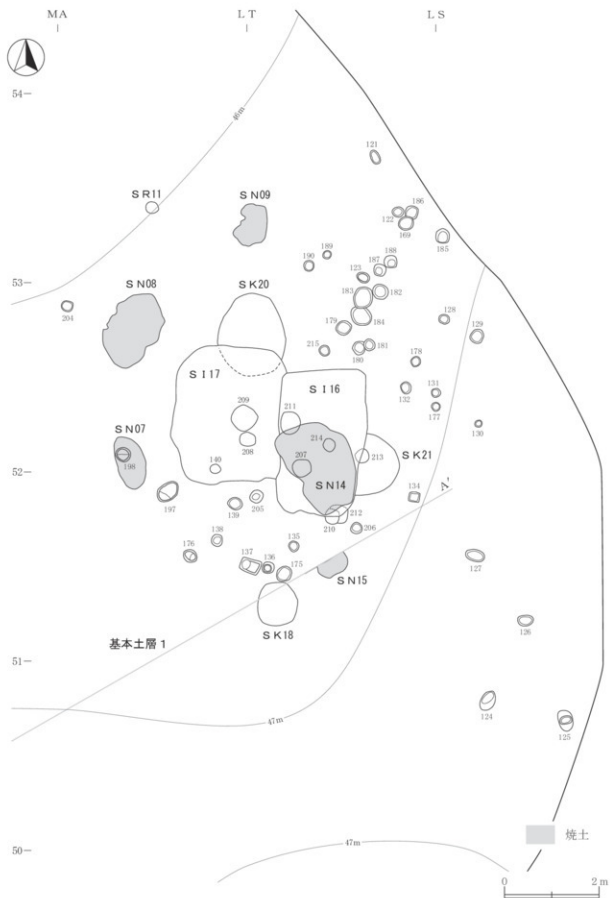 MA
LT
LS
54
46m
121
SR11
SN09
186
122
169
185
189
188
190
187
123
53
SN08
SK20
182
183
204
184
128
179
129
181
215
180
SI17
178
SI16
131
132
209
211
177
130
208
214
SN07
213
52
207
SK21
198
140
SN14
A'
134
197
205
212
139
210
206
138
135
176
137
136
127
175
SN15
SK18
126
基本土層1
51
124
125
47m
47m
50
焼土
0
2m